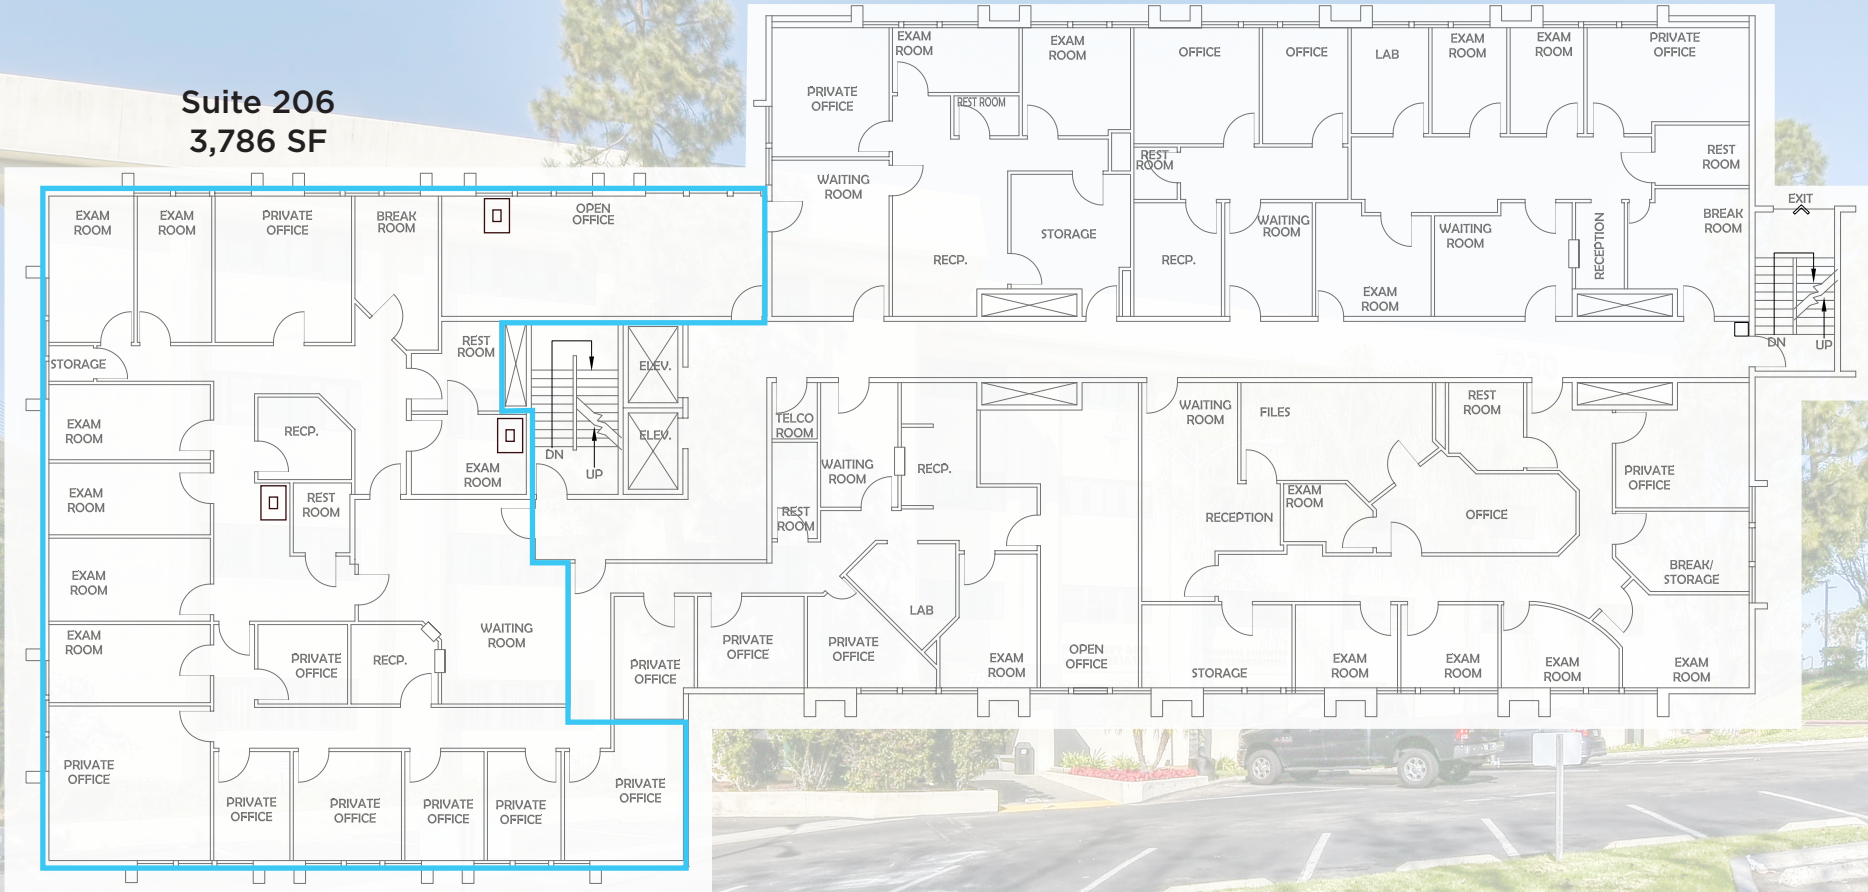 Suite 206
3,786 SF
EXAM
ROOM
EXAM
ROOM
PRIVATE
OFFICE
BREAK
ROOM
OPEN
OFFICE
REST
ROOM
STORAGE
EXAM
ROOM
RECP.
EXAM
ROOM
EXAM
ROOM
REST
ROOM
EXAM
ROOM
EXAM
ROOM
PRIVATE
OFFICE
RECP.
WAITING
ROOM
PRIVATE
OFFICE
PRIVATE
OFFICE
PRIVATE
OFFICE
PRIVATE
OFFICE
PRIVATE
OFFICE
PRIVATE
OFFICE
ELEV.
ELEV.
DN
UP
PRIVATE
OFFICE
EXAM
ROOM
REST ROOM
EXAM
ROOM
WAITING
ROOM
RECP.
STORAGE
OFFICE
OFFICE
LAB
EXAM
ROOM
EXAM
ROOM
PRIVATE
OFFICE
REST
ROOM
REST
ROOM
RECP.
WAITING
ROOM
EXAM
ROOM
WAITING
ROOM
RECEPTION
BREAK
ROOM
EXIT
DN
UP
TELCO
ROOM
WAITING
ROOM
RECP.
REST
ROOM
LAB
PRIVATE
OFFICE
PRIVATE
OFFICE
PRIVATE
OFFICE
EXAM
ROOM
OPEN
OFFICE
WAITING
ROOM
FILES
REST
ROOM
RECEPTION
EXAM
ROOM
OFFICE
PRIVATE
OFFICE
BREAK/
STORAGE
STORAGE
EXAM
ROOM
EXAM
ROOM
EXAM
ROOM
EXAM
ROOM